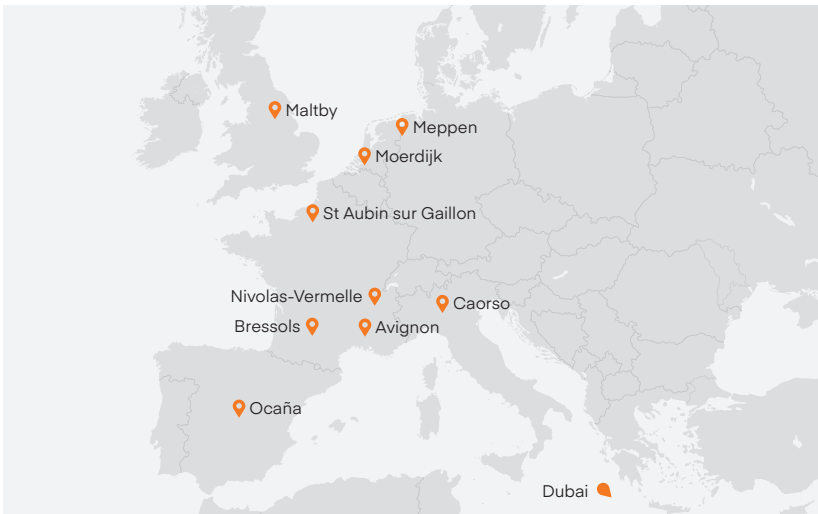 Maltby
Meppen
Moerdijk
St Aubin sur Gaillon
Nivolas-Vermelle
Caorso
Bressols
Avignon
Ocaña
Dubai